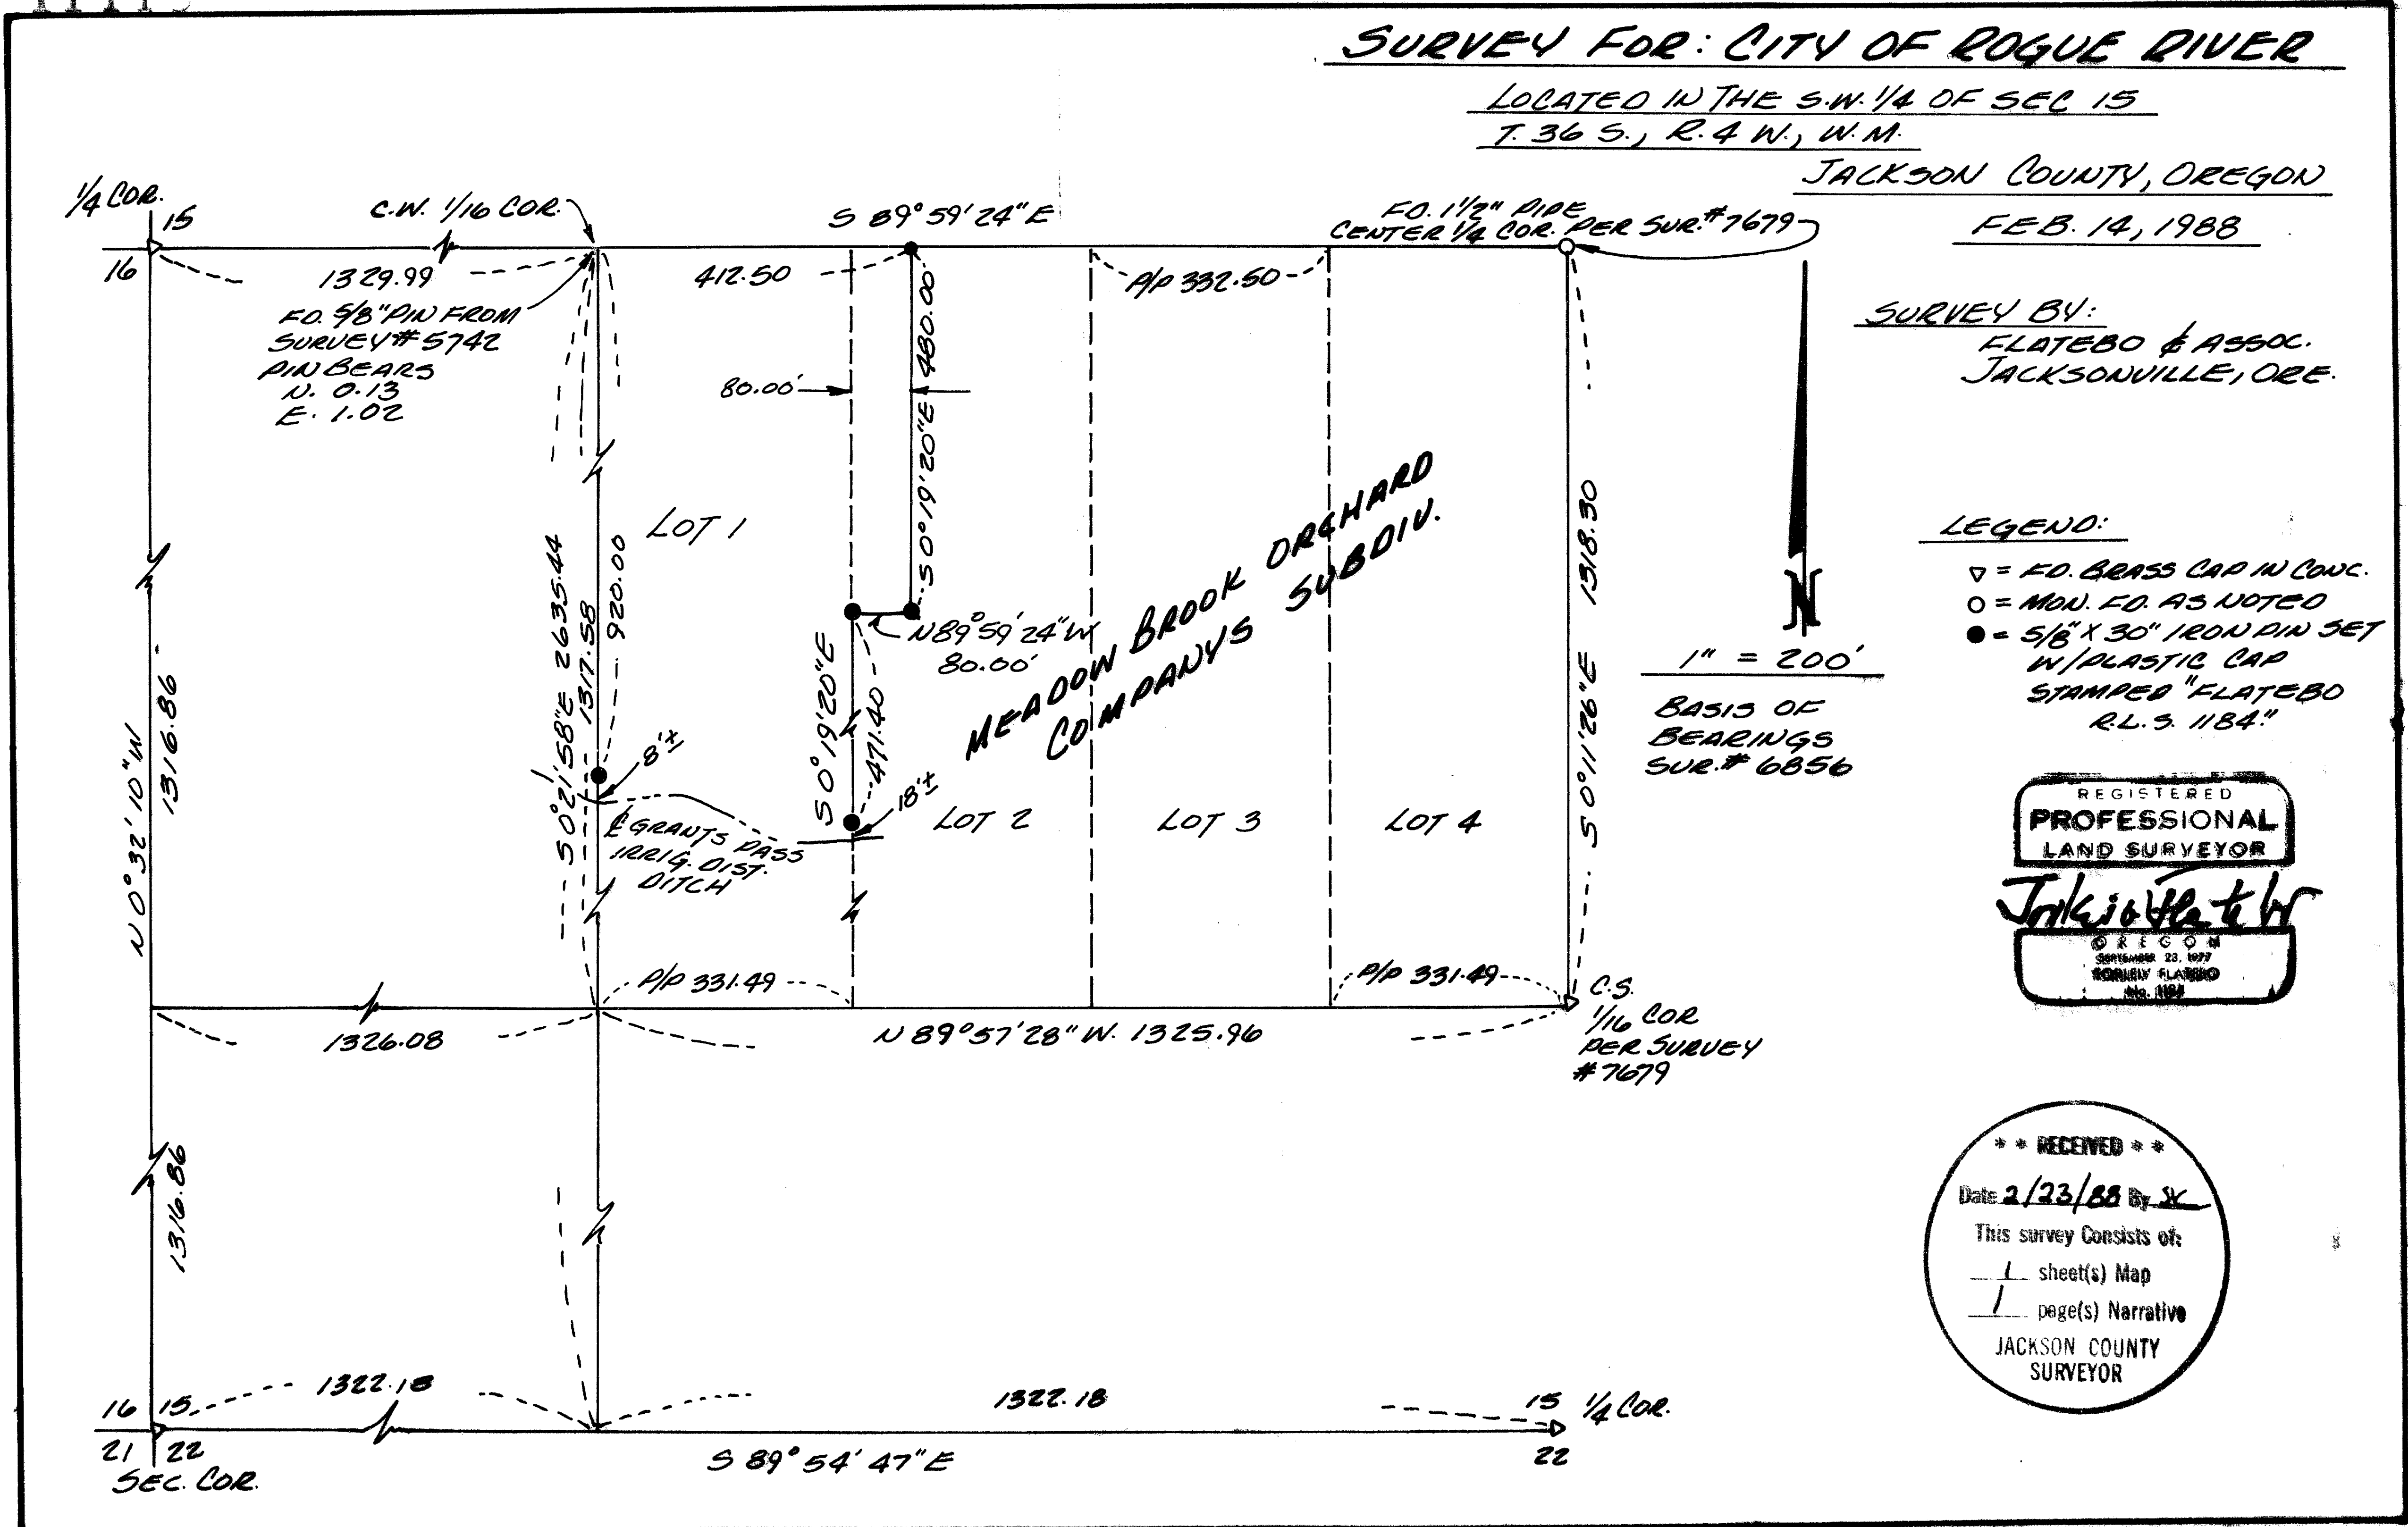 SURVEY FOR: CITY OF ROGUE RIVER
LOCATED IN THE S.W. 1/4 OF SEC 15
T. 36 S., R. 4 W., W.M.
JACKSON COUNTY, OREGON
FEB. 14, 1988
SURVEY BY:
FLATEBO & ASSOC.
JACKSONVILLE, ORE.
1/4 COR.
15
16
C.W. 1/16 COR.
S 89° 59' 24" E
FD. 1 1/2" PIPE
CENTER 1/4 COR. PER SUR.# 7679
1329.99
412.50
P/P 332.50
FD. 5/8" PIN FROM
SURVEY # 5742
PIN BEARS
N. 0.13
E. 1.02
80.00'
S 0° 19' 20" E 480.00
LOT 1
N 89° 59' 24" W
80.00'
MEADOW BROOK ORCHARD
COMPANYS SUBDIV.
S 0° 11' 26" E 1318.30
N
1" = 200'
BASIS OF
BEARINGS
SUR.# 6856
LEGEND:
▽ = FD. BRASS CAP IN CONC.
○ = MON. FD. AS NOTED
● = 5/8" X 30" IRON PIN SET
W/PLASTIC CAP
STAMPED "FLATEBO
R.L.S. 1184."
N 0° 32' 10" W
1316.86
S 0° 21' 58" E 2635.44
1317.58
920.00
8'±
S 0° 19' 20" E
471.40
18'±
℄ GRANTS PASS
IRRIG. DIST.
DITCH
LOT 2
LOT 3
LOT 4
REGISTERED
PROFESSIONAL
LAND SURVEYOR
OREGON
SEPTEMBER 23, 1977
FLATEBO
No. 1184
P/P 331.49
P/P 331.49
C.S.
1/16 COR
PER SURVEY
# 7679
1326.08
N 89° 57' 28" W. 1325.96
1316.86
* * RECEIVED * *
Date 2/23/88 By SK
This survey Consists of:
1 sheet(s) Map
1 page(s) Narrative
JACKSON COUNTY
SURVEYOR
1322.18
1322.18
16 15
21 22
SEC. COR.
S 89° 54' 47" E
15 1/4 COR.
22